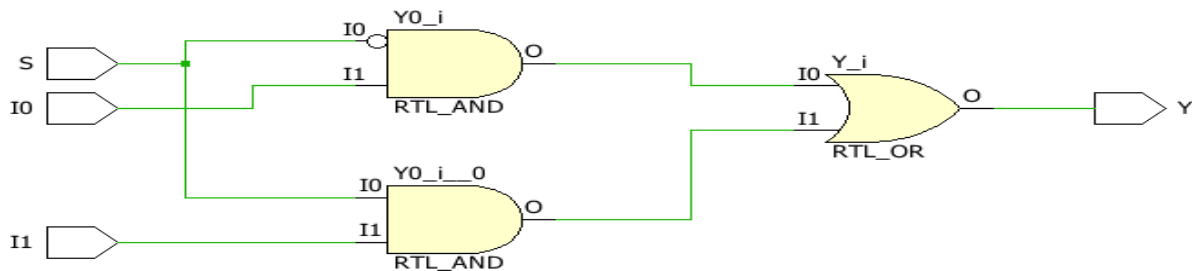 Y0_i
I0
O
S
I1
RTL_AND
I0
Y_i
I0
O
Y
I1
RTL_OR
Y0_i__0
I0
O
I1
I1
RTL_AND